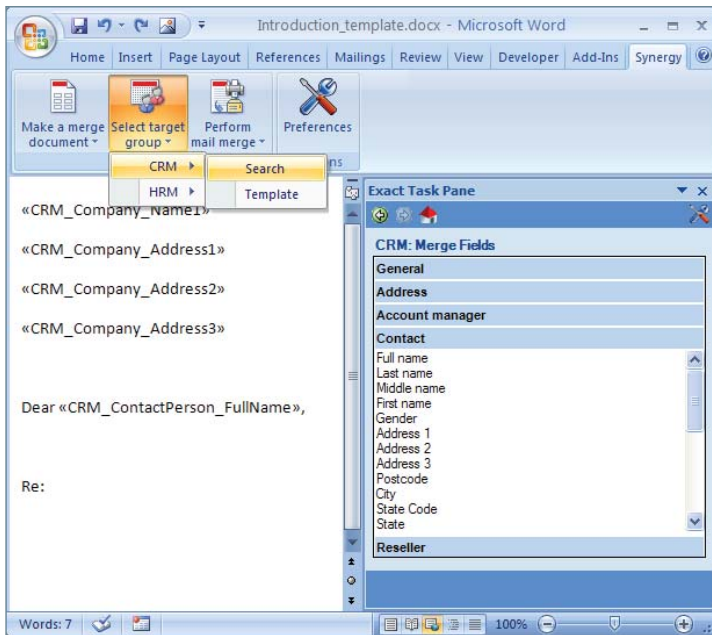 Introduction_template.docx - Microsoft Word
Home Insert Page Layout References Mailings Review View Developer Add-Ins Synergy
Make a merge document
Select target group
Perform mail merge
Preferences
ns
CRM
HRM
Search
Template
«CRM_Company_Name1»
«CRM_Company_Address1»
«CRM_Company_Address2»
«CRM_Company_Address3»
Dear «CRM_ContactPerson_FullName»,
Re:
Exact Task Pane
CRM: Merge Fields
General
Address
Account manager
Contact
Full name
Last name
Middle name
First name
Gender
Address 1
Address 2
Address 3
Postcode
City
State Code
State
Reseller
Words: 7
100%